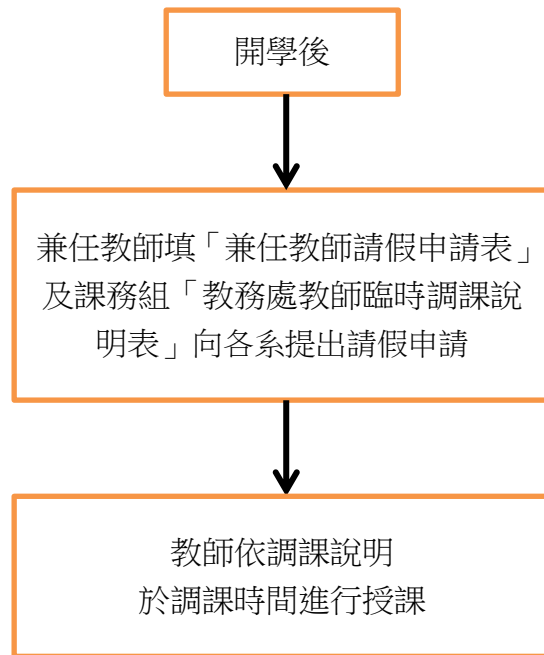 開學後
兼任教師填「兼任教師請假申請表」
及課務組「教務處教師臨時調課說
明表」向各系提出請假申請
教師依調課說明
於調課時間進行授課